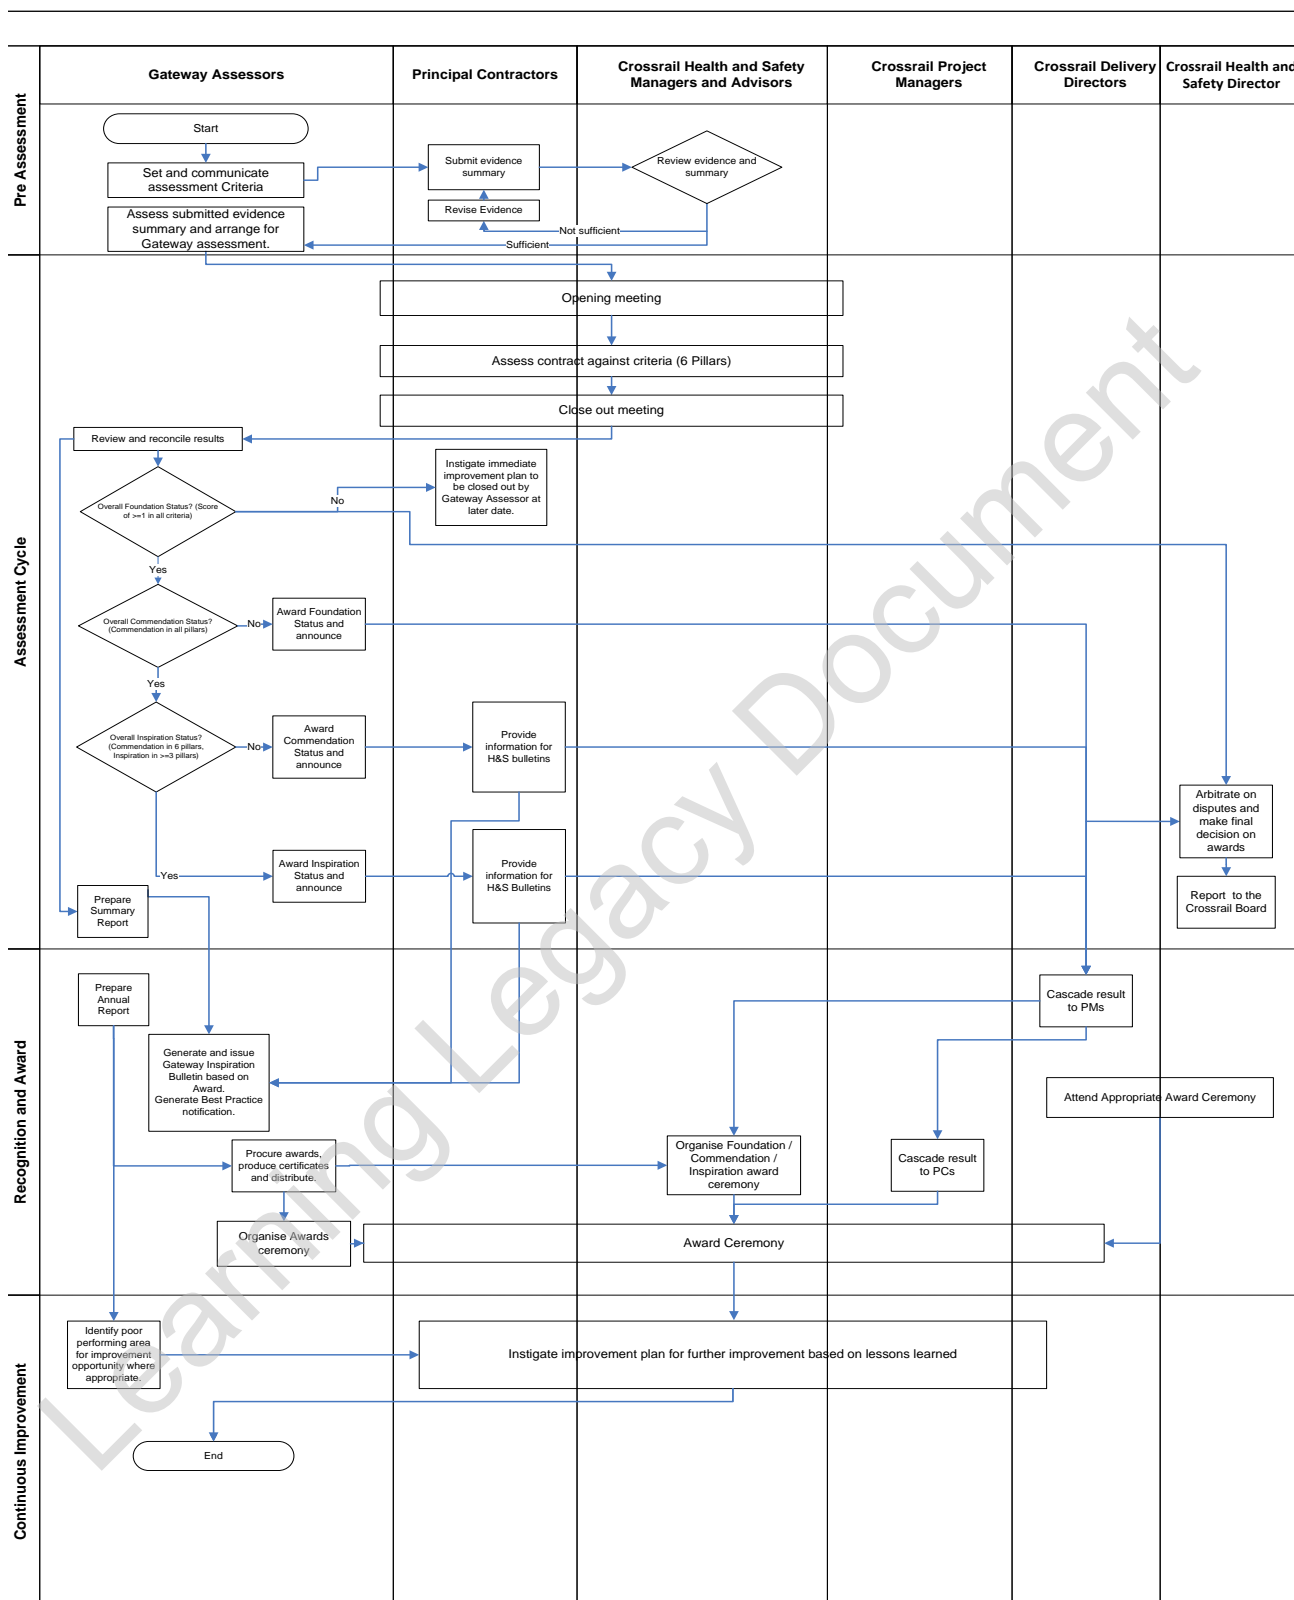 Gateway Assessors
Principal Contractors
Crossrail Health and Safety
Managers and Advisors
Crossrail Project
Managers
Crossrail Delivery
Directors
Crossrail Health and
Safety Director
Pre Assessment
Start
Set and communicate
assessment Criteria
Submit evidence
summary
Review evidence and
summary
Revise Evidence
Assess submitted evidence
summary and arrange for
Gateway assessment.
Not sufficient
Sufficient
Assessment Cycle
Opening meeting
Assess contract against criteria (6 Pillars)
Close out meeting
Review and reconcile results
Instigate immediate
improvement plan to
be closed out by
Gateway Assessor at
later date.
No
Overall Foundation Status? (Score
of >=1 in all criteria)
Yes
Overall Commendation Status?
(Commendation in all pillars)
No
Award Foundation
Status and
announce
Yes
Overall Inspiration Status?
(Commendation in 6 pillars,
Inspiration in >=3 pillars)
No
Award
Commendation
Status and
announce
Provide
information for
H&S bulletins
Arbitrate on
disputes and
make final
decision on
awards
Yes
Award Inspiration
Status and
announce
Provide
information for
H&S Bulletins
Report to the
Crossrail Board
Prepare
Summary
Report
Recognition and Award
Prepare
Annual
Report
Cascade result
to PMs
Generate and issue
Gateway Inspiration
Bulletin based on
Award.
Generate Best Practice
notification.
Attend Appropriate Award Ceremony
Procure awards,
produce certificates
and distribute.
Organise Foundation /
Commendation /
Inspiration award
ceremony
Cascade result
to PCs
Organise Awards
ceremony
Award Ceremony
Continuous Improvement
Identify poor
performing area
for improvement
opportunity where
appropriate.
Instigate improvement plan for further improvement based on lessons learned
End
Learning Legacy Document